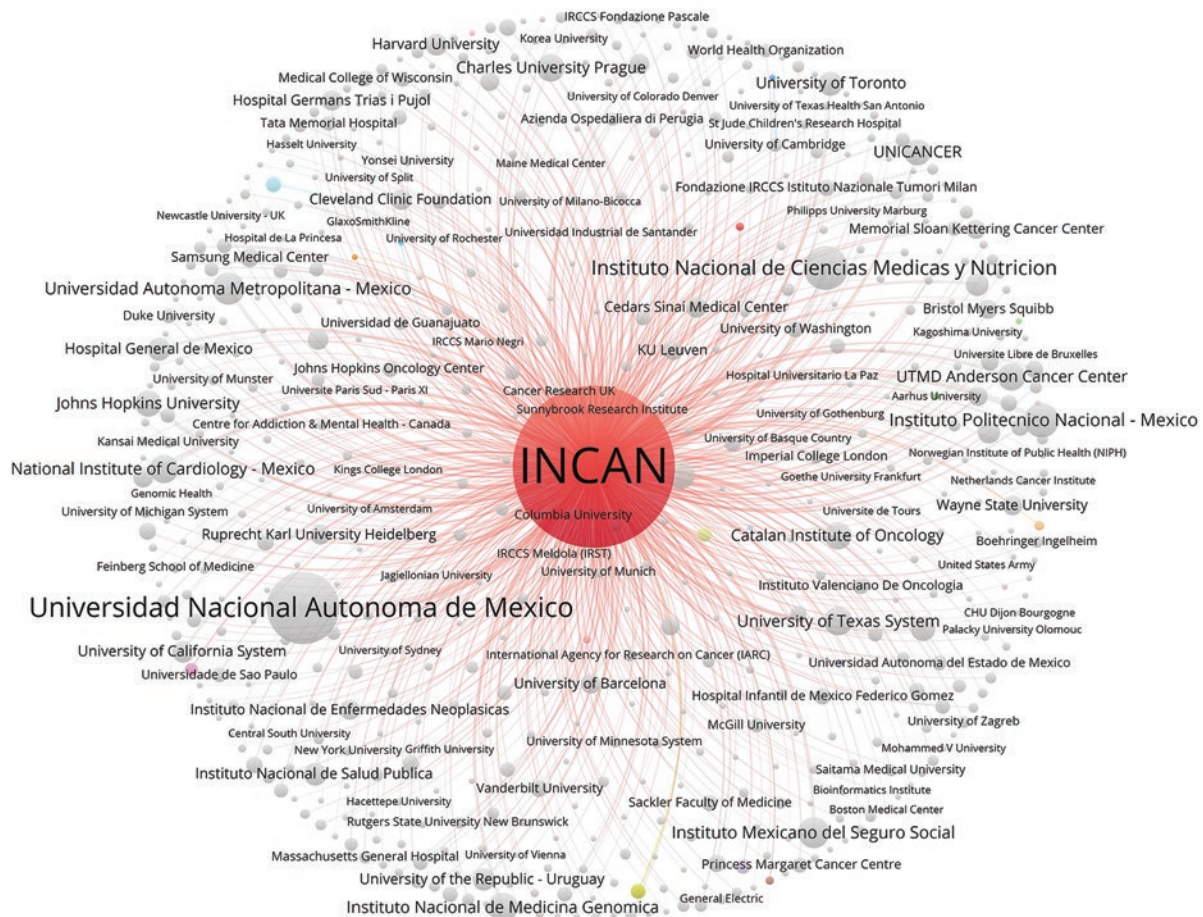 IRCCS Fondazione Pascale
Korea University
Harvard University
World Health Organization
Charles University Prague
Medical College of Wisconsin
University of Toronto
Hospital Germans Trias i Pujol
University of Colorado Denver
University of Texas Health San Antonio
Tata Memorial Hospital
Azienda Ospedaliera di Perugia
St Jude Children's Research Hospital
Hasselt University
University of Cambridge
UNICANCER
Yonsei University
Maine Medical Center
University of Split
Fondazione IRCCS Istituto Nazionale Tumori Milan
Cleveland Clinic Foundation
University of Milano-Bicocca
Newcastle University - UK
GlaxoSmithKline
Philipps University Marburg
Hospital de La Princesa
University of Rochester
Universidad Industrial de Santander
Memorial Sloan Kettering Cancer Center
Samsung Medical Center
Instituto Nacional de Ciencias Medicas y Nutricion
Universidad Autonoma Metropolitana - Mexico
Cedars Sinai Medical Center
Bristol Myers Squibb
Duke University
Universidad de Guanajuato
University of Washington
Kagoshima University
IRCCS Mario Negri
Hospital General de Mexico
KU Leuven
Universite Libre de Bruxelles
Johns Hopkins Oncology Center
University of Munster
Hospital Universitario La Paz
UTMD Anderson Cancer Center
Universite Paris Sud - Paris XI
Cancer Research UK
Aarhus University
Johns Hopkins University
Sunnybrook Research Institute
University of Gothenburg
Instituto Politecnico Nacional - Mexico
Centre for Addiction & Mental Health - Canada
Kansai Medical University
University of Basque Country
Imperial College London
Norwegian Institute of Public Health (NIPH)
National Institute of Cardiology - Mexico
Kings College London
INCAN
Goethe University Frankfurt
Netherlands Cancer Institute
Genomic Health
University of Michigan System
University of Amsterdam
Columbia University
Universite de Tours
Wayne State University
Ruprecht Karl University Heidelberg
Catalan Institute of Oncology
Boehringer Ingelheim
IRCCS Meldola (IRST)
Feinberg School of Medicine
Jagiellonian University
University of Munich
United States Army
Instituto Valenciano De Oncologia
Universidad Nacional Autonoma de Mexico
University of Texas System
CHU Dijon Bourgogne
Palacky University Olomouc
University of California System
University of Sydney
International Agency for Research on Cancer (IARC)
Universidad Autonoma del Estado de Mexico
Universidade de Sao Paulo
University of Barcelona
Hospital Infantil de Mexico Federico Gomez
Instituto Nacional de Enfermedades Neoplasicas
McGill University
University of Zagreb
Central South University
New York University
Griffith University
University of Minnesota System
Mohammed V University
Instituto Nacional de Salud Publica
Saitama Medical University
Vanderbilt University
Bioinformatics Institute
Hacettepe University
Sackler Faculty of Medicine
Boston Medical Center
Rutgers State University New Brunswick
Instituto Mexicano del Seguro Social
Massachusetts General Hospital
University of Vienna
Princess Margaret Cancer Centre
University of the Republic - Uruguay
General Electric
Instituto Nacional de Medicina Genomica